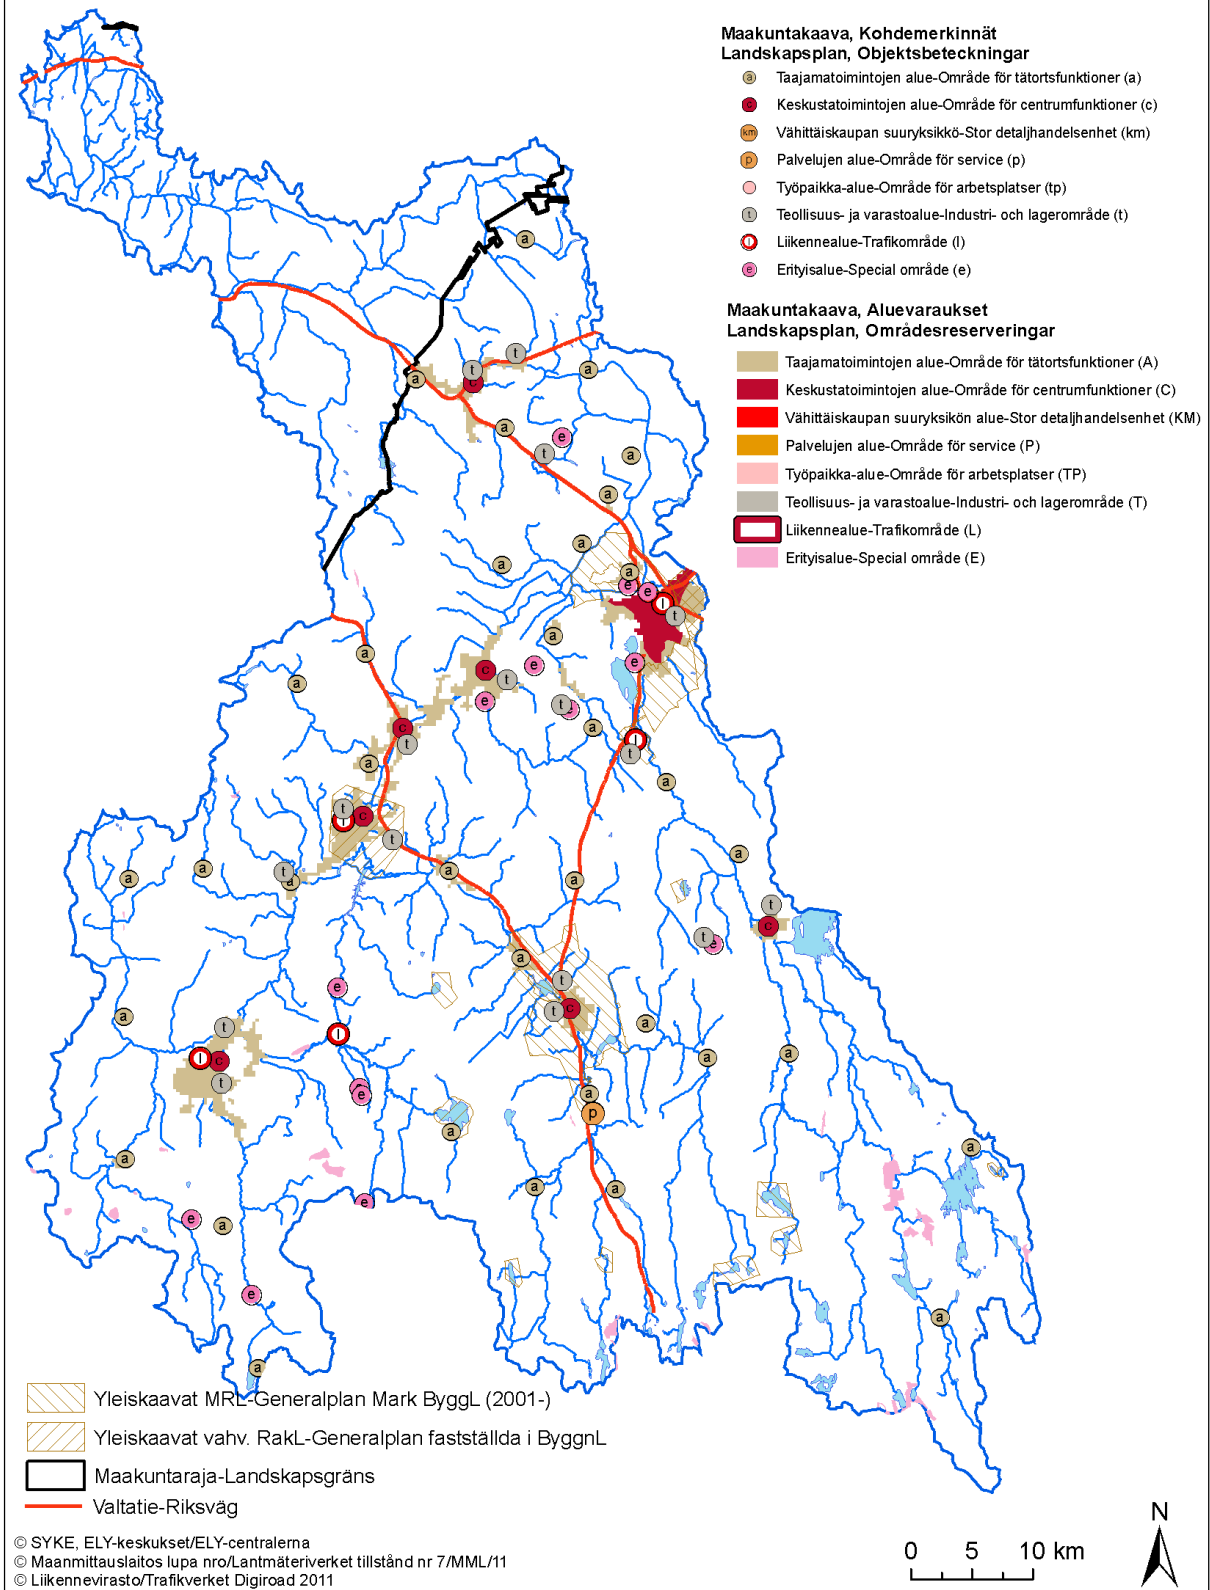 Maakuntakaava, Kohdemerkinnät
Landskapsplan, Objektsbeteckningar
a Taajamatoimintojen alue-Område för tätortsfunktioner (a)
c Keskustatoimintojen alue-Område för centrumfunktioner (c)
km Vähittäiskaupan suuryksikkö-Stor detaljhandelsenhet (km)
p Palvelujen alue-Område för service (p)
Työpaikka-alue-Område för arbetsplatser (tp)
t Teollisuus- ja varastoalue-Industri- och lagerområde (t)
l Liikennealue-Trafikområde (l)
e Erityisalue-Special område (e)
Maakuntakaava, Aluevaraukset
Landskapsplan, Områdesreserveringar
Taajamatoimintojen alue-Område för tätortsfunktioner (A)
Keskustatoimintojen alue-Område för centrumfunktioner (C)
Vähittäiskaupan suuryksikön alue-Stor detaljhandelsenhet (KM)
Palvelujen alue-Område för service (P)
Työpaikka-alue-Område för arbetsplatser (TP)
Teollisuus- ja varastoalue-Industri- och lagerområde (T)
Liikennealue-Trafikområde (L)
Erityisalue-Special område (E)
a
t
t
a
c
a
a
e
t
a
a
a
a
a
e
e
l
t
a
a
c
e
e
t
a
e
t
e
c
a
l
t
t
a
a
t
c
l
t
a
a
a
t
a
a
a
t
c
t
e
a
t
e
c
t
a
t
a
l
l
c
a
a
t
e
e
a
p
a
a
a
a
a
e
e
a
e
a
a
Yleiskaavat MRL-Generalplan Mark ByggL (2001-)
Yleiskaavat vahv. RakL-Generalplan fastställda i ByggnL
Maakuntaraja-Landskapsgräns
Valtatie-Riksväg
© SYKE, ELY-keskukset/ELY-centralerna
© Maanmittauslaitos lupa nro/Lantmäteriverket tillstånd nr 7/MML/11
© Liikennevirasto/Trafikverket Digiroad 2011
0 5 10 km
N